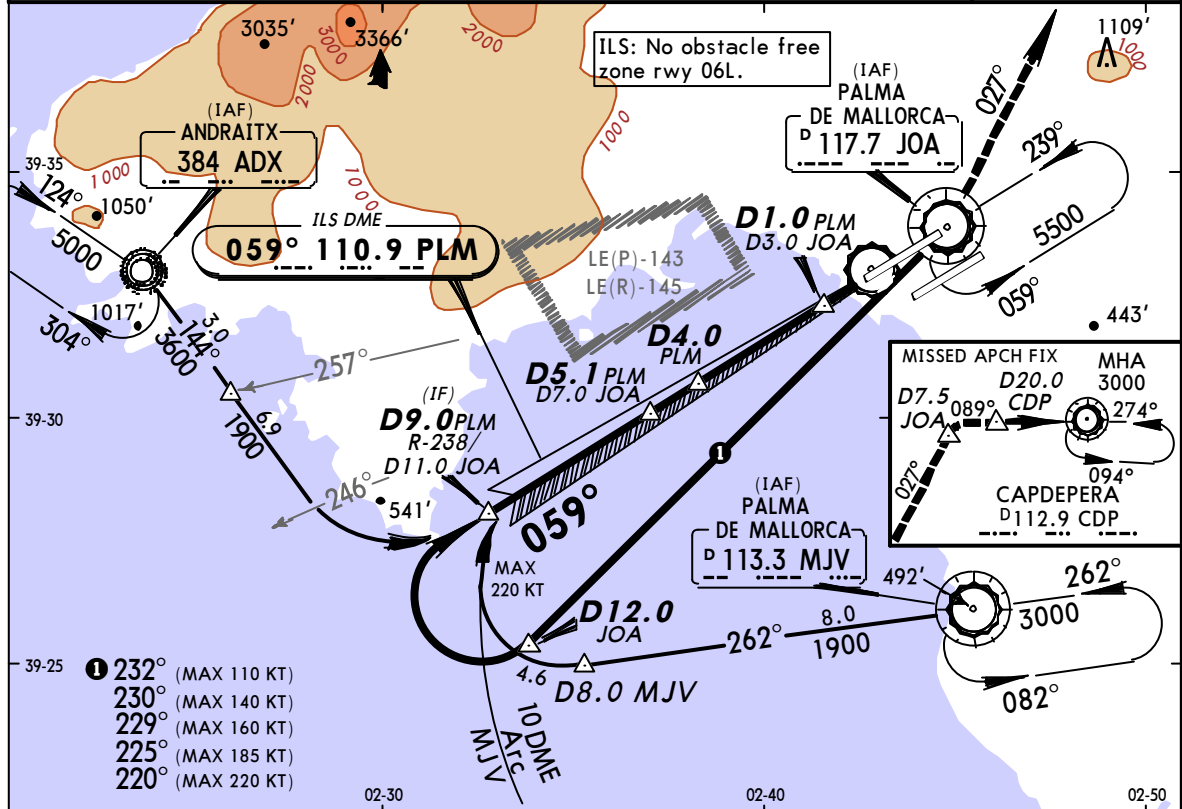 3035'
3366'
3000
2000
2000
1000
1000
1000
1109'
1000
ILS: No obstacle free
zone rwy 06L.
(IAF)
ANDRAITX
384 ADX
(IAF)
PALMA
DE MALLORCA
D 117.7 JOA
027°
239°
5500
059°
39-35
124°
5000
1050'
1017'
304°
ILS DME
059° 110.9 PLM
LE(P)-143
LE(R)-145
D1.0 PLM
D3.0 JOA
443'
3.0
144°
3600
257°
D4.0
PLM
D5.1 PLM
D7.0 JOA
MISSED APCH FIX
MHA
3000
D7.5
JOA
D20.0
CDP
089°
274°
094°
027°
CAPDEPERA
D 112.9 CDP
39-30
6.9
1900
(IF)
D9.0 PLM
R-238
D11.0 JOA
246°
541'
059°
1
(IAF)
PALMA
DE MALLORCA
D 113.3 MJV
492'
262°
3000
082°
MAX
220 KT
D12.0
JOA
262°
8.0
1900
4.6
D8.0 MJV
10 DME
Arc
MJV
39-25
1 232° (MAX 110 KT)
230° (MAX 140 KT)
229° (MAX 160 KT)
225° (MAX 185 KT)
220° (MAX 220 KT)
02-30
02-40
02-50